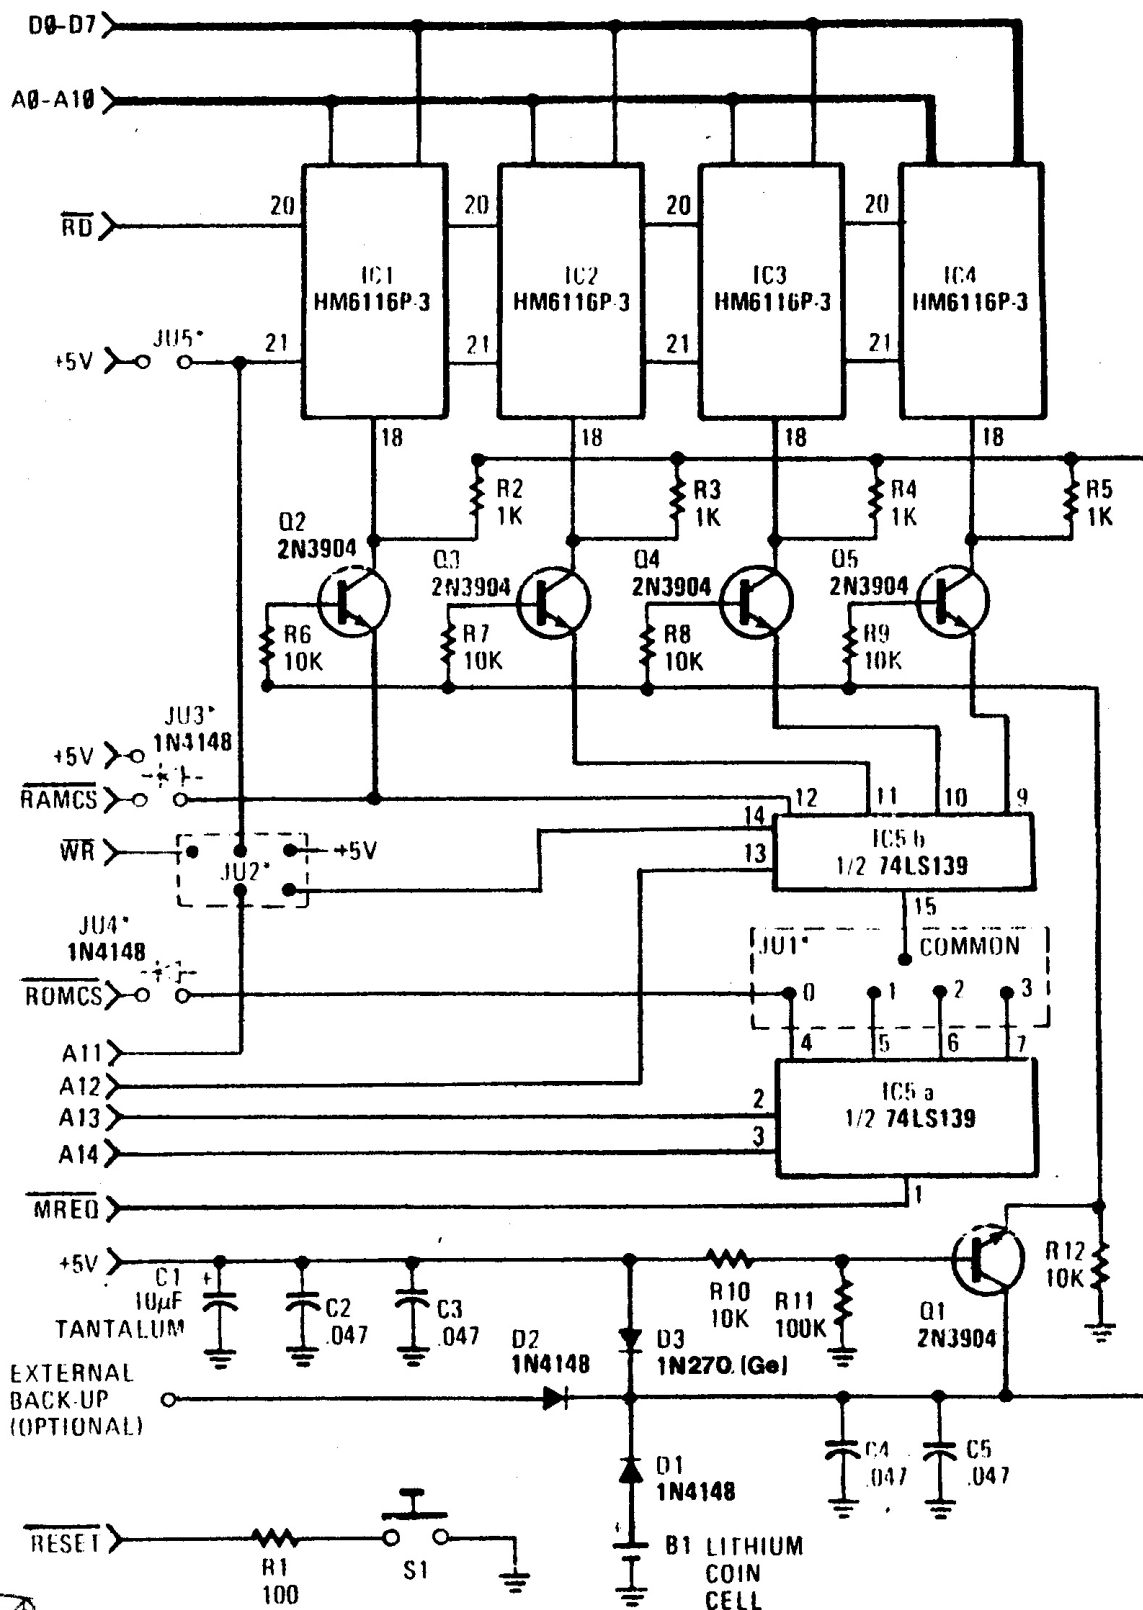 D0-D7
A0-A10
RD
20
20
20
20
IC1
HM6116P-3
IC2
HM6116P-3
IC3
HM6116P-3
IC4
HM6116P-3
+5V
JU5*
21
21
21
21
18
18
18
18
R2
1K
R3
1K
R4
1K
R5
1K
Q2
2N3904
Q3
2N3904
Q4
2N3904
Q5
2N3904
R6
10K
R7
10K
R8
10K
R9
10K
JU3*
1N4148
+5V
RAMCS
12
11
10
9
14
13
IC5 b
1/2 74LS139
WR
JU2*
+5V
15
JU4*
1N4148
JU1*
COMMON
ROMCS
0
1
2
3
4
5
6
7
A11
A12
A13
A14
2
3
IC5 a
1/2 74LS139
MREQ
1
+5V
C1
10µF
TANTALUM
+
C2
.047
C3
.047
R10
10K
R11
100K
Q1
2N3904
R12
10K
D2
1N4148
D3
1N270.(Ge)
EXTERNAL
BACK-UP
(OPTIONAL)
C4
.047
C5
.047
D1
1N4148
RESET
R1
100
S1
+
B1 LITHIUM
COIN
CELL